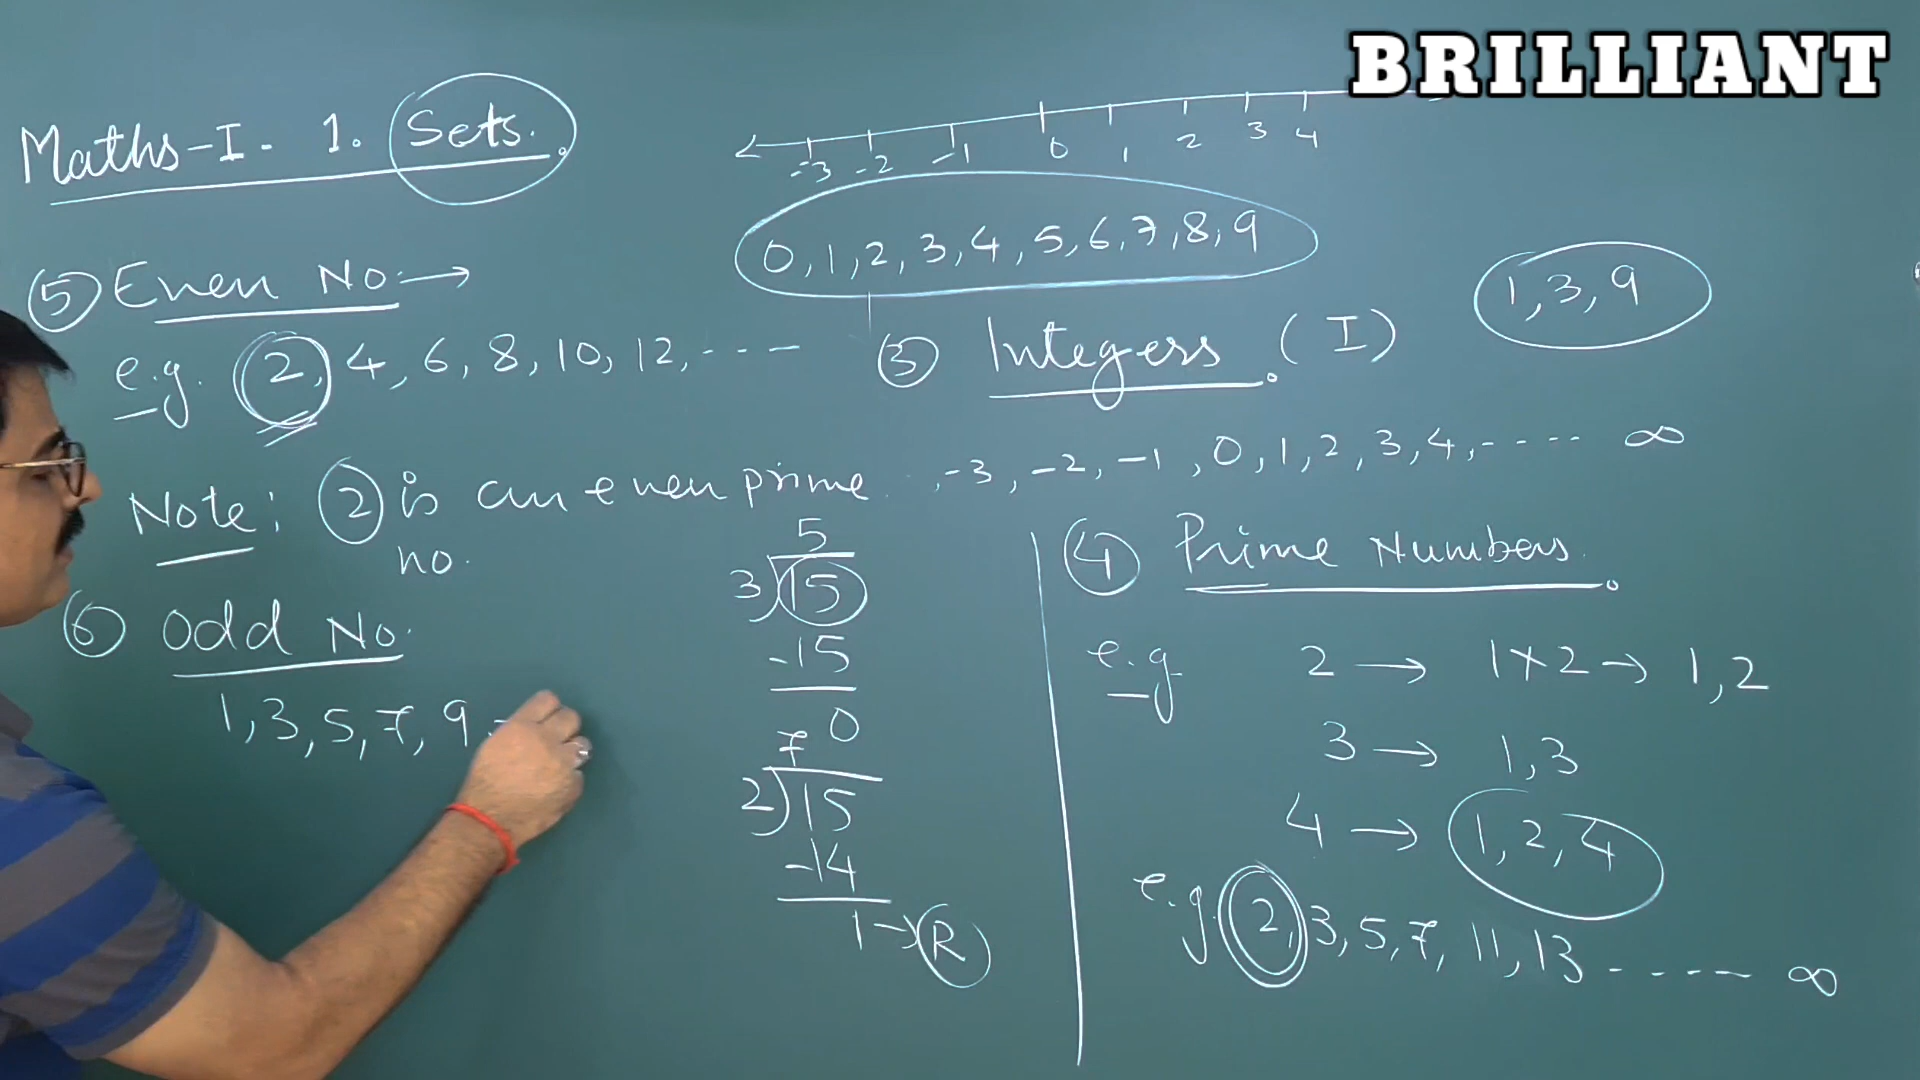 BRILLIANT
Maths-I- 1. Sets.
-3 -2 -1 0 1 2 3 4
0, 1, 2, 3, 4, 5, 6, 7, 8, 9
⑤ Even No. →
e.g. 2, 4, 6, 8, 10, 12, ----
Note: ② is an even prime
no.
⑥ Odd No.
1, 3, 5, 7, 9 -
5
3)15
-15
0
7
2)15
-14
1 → R
1, 3, 9
③ Integers. (I)
.. , -3, -2, -1, 0, 1, 2, 3, 4, ---- ∞
④ Prime Numbers.
e.g 2 → 1×2 → 1, 2
3 → 1, 3
4 → 1, 2, 4
e.g. 2, 3, 5, 7, 11, 13 ----- ∞